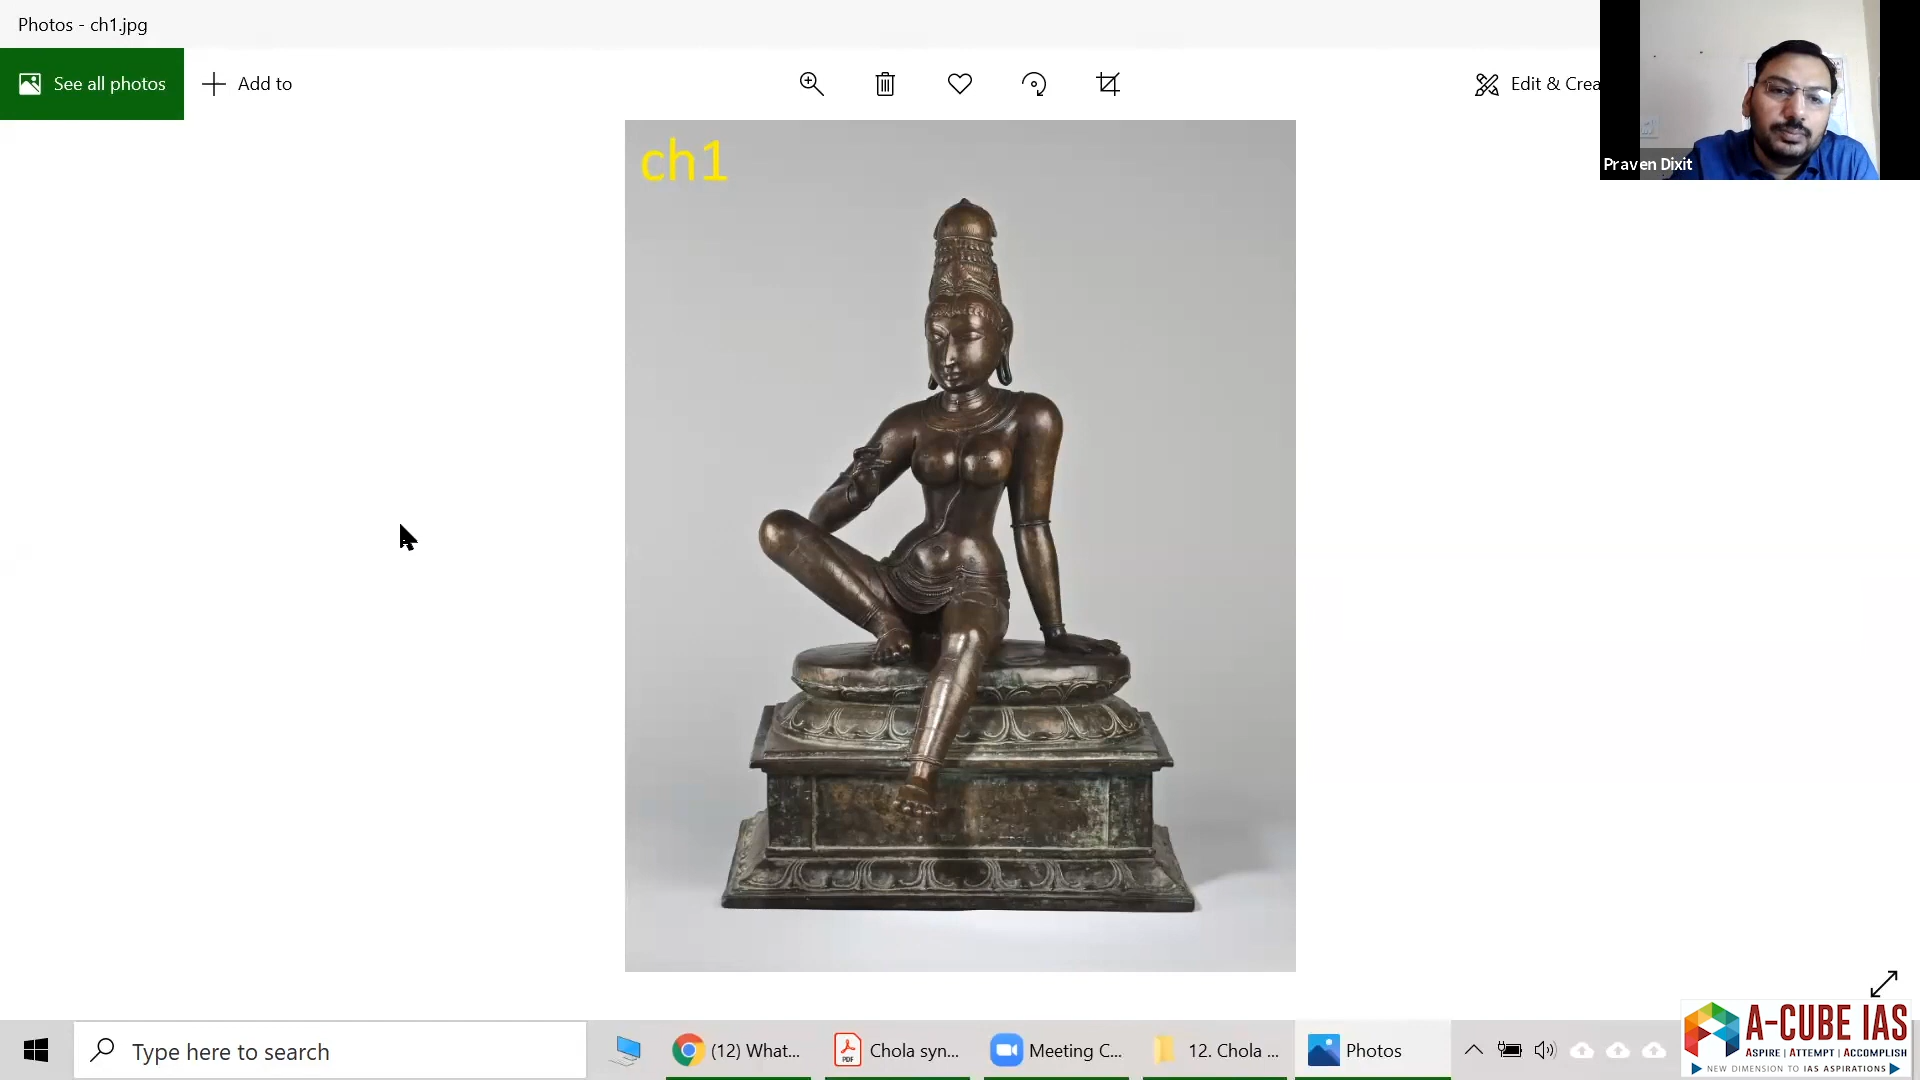 Photos - ch1.jpg
See all photos
Add to
Edit & Crea
Praven Dixit
ch1
Type here to search
(12) What...
Chola syn...
Meeting C...
12. Chola ...
Photos
A-CUBE IAS
ASPIRE | ATTEMPT | ACCOMPLISH
NEW DIMENSION TO IAS ASPIRATIONS
PDF